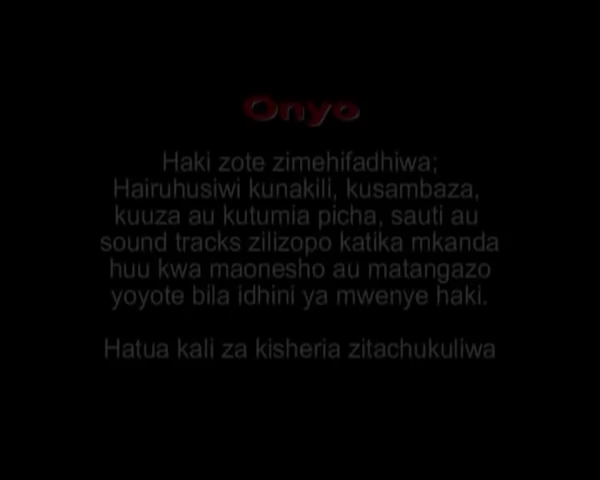 Onyo
Haki zote zimehifadhiwa;
Hairuhusiwi kunakili, kusambaza,
kuuza au kutumia picha, sauti au
sound tracks zilizopo katika mkanda
huu kwa maonesho au matangazo
yoyote bila idhini ya mwenye haki.
Hatua kali za kisheria zitachukuliwa